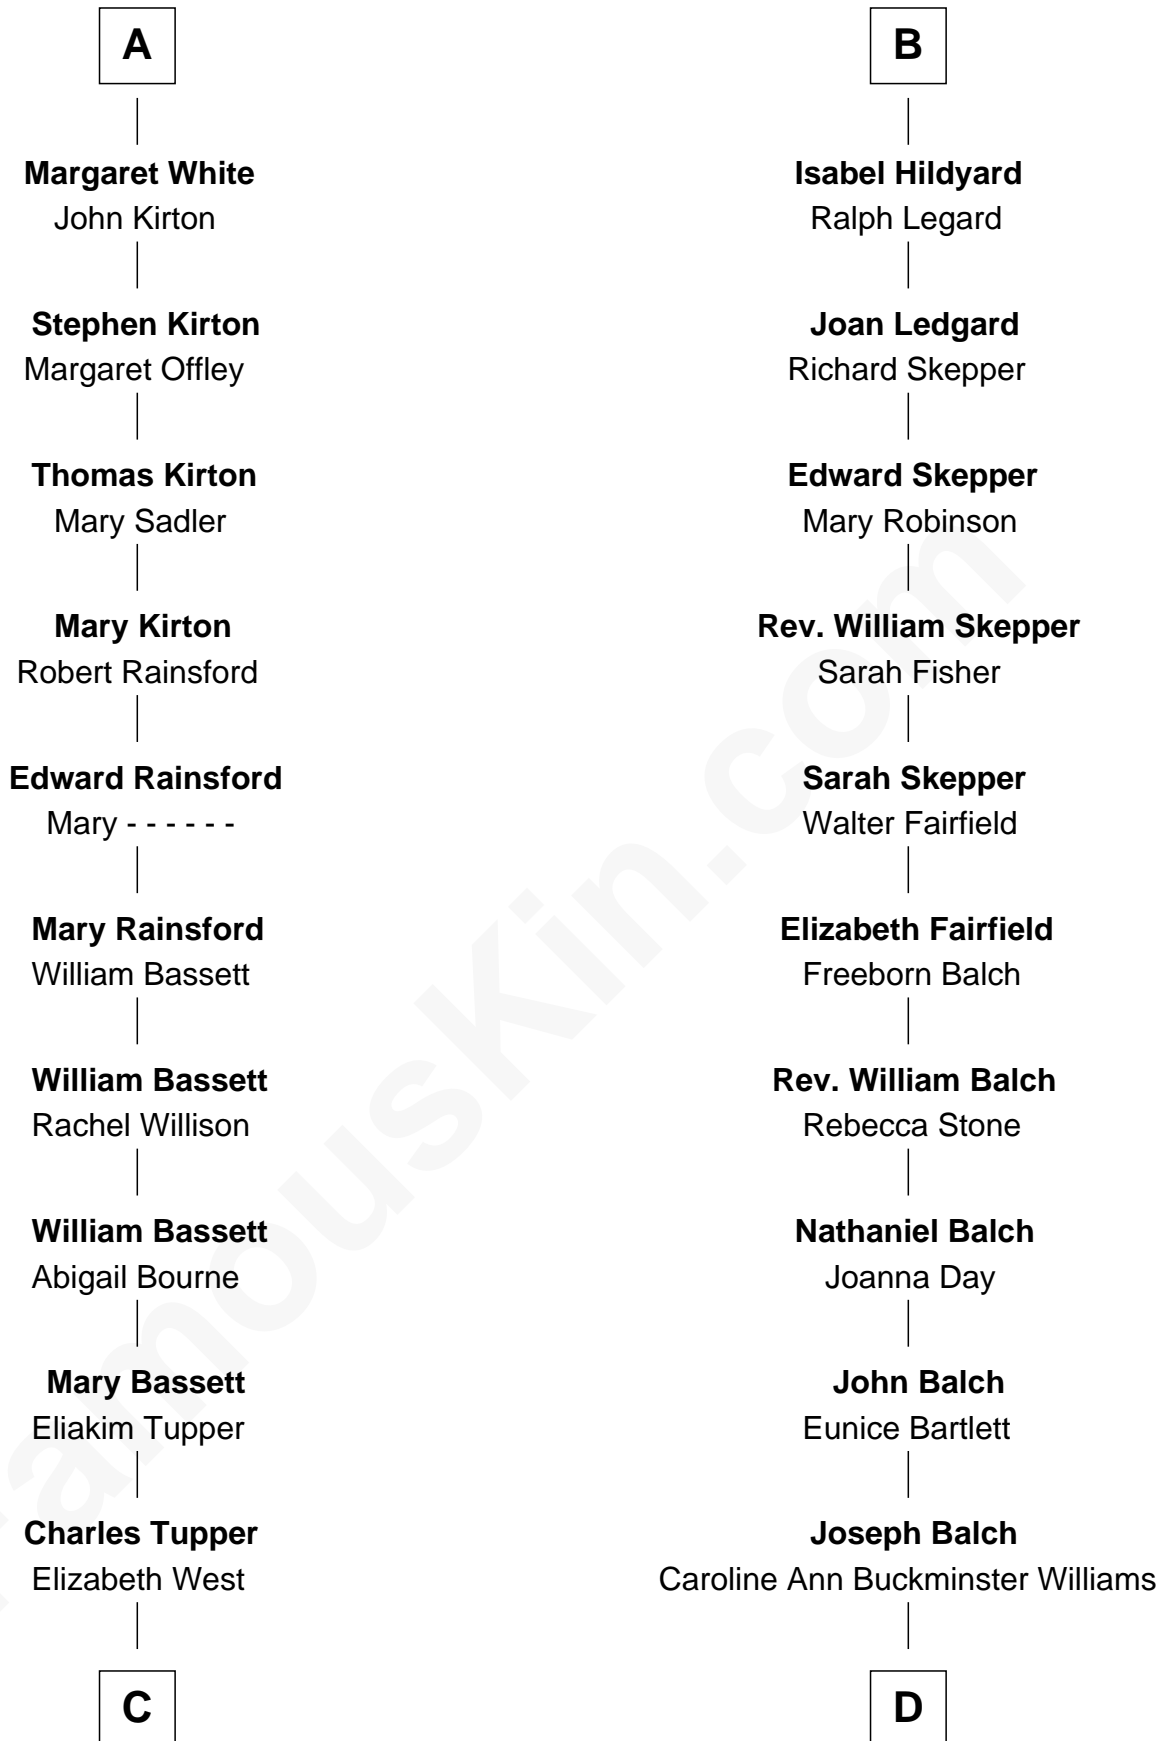 A
Margaret White
John Kirton
Stephen Kirton
Margaret Offley
Thomas Kirton
Mary Sadler
Mary Kirton
Robert Rainsford
Edward Rainsford
Mary - - - - - -
Mary Rainsford
William Bassett
William Bassett
Rachel Willison
William Bassett
Abigail Bourne
Mary Bassett
Eliakim Tupper
Charles Tupper
Elizabeth West
C
B
Isabel Hildyard
Ralph Legard
Joan Ledgard
Richard Skepper
Edward Skepper
Mary Robinson
Rev. William Skepper
Sarah Fisher
Sarah Skepper
Walter Fairfield
Elizabeth Fairfield
Freeborn Balch
Rev. William Balch
Rebecca Stone
Nathaniel Balch
Joanna Day
John Balch
Eunice Bartlett
Joseph Balch
Caroline Ann Buckminster Williams
D
FamousKin.com